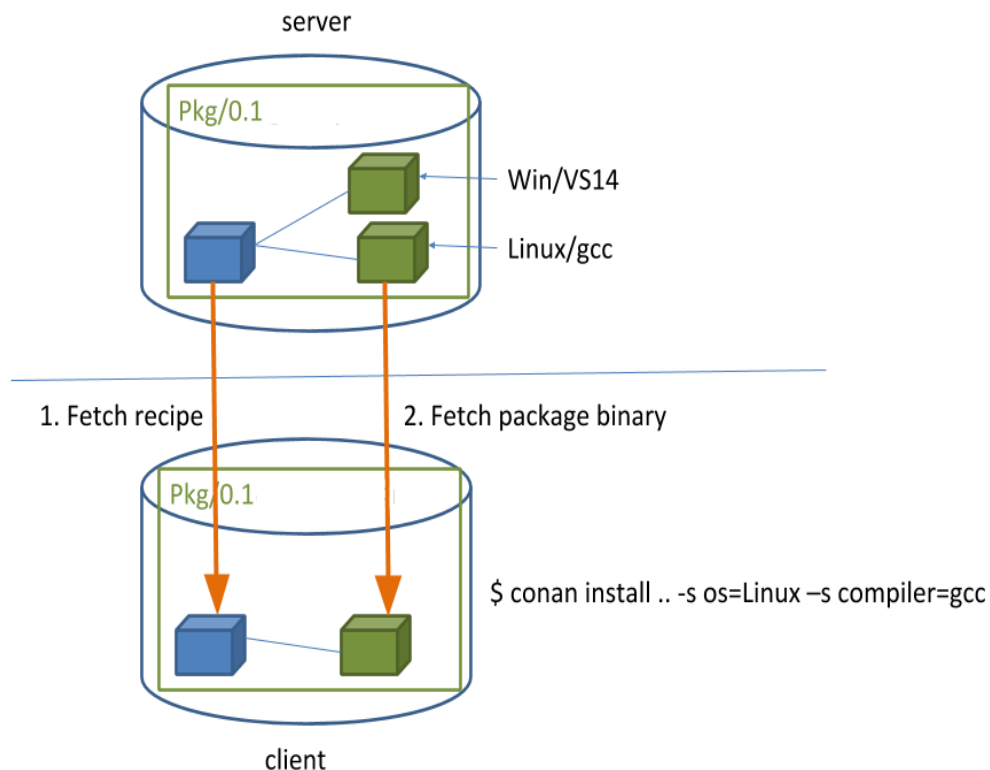 server
Pkg/0.1
Win/VS14
Linux/gcc
1. Fetch recipe
2. Fetch package binary
Pkg/0.1
$ conan install .. -s os=Linux –s compiler=gcc
client